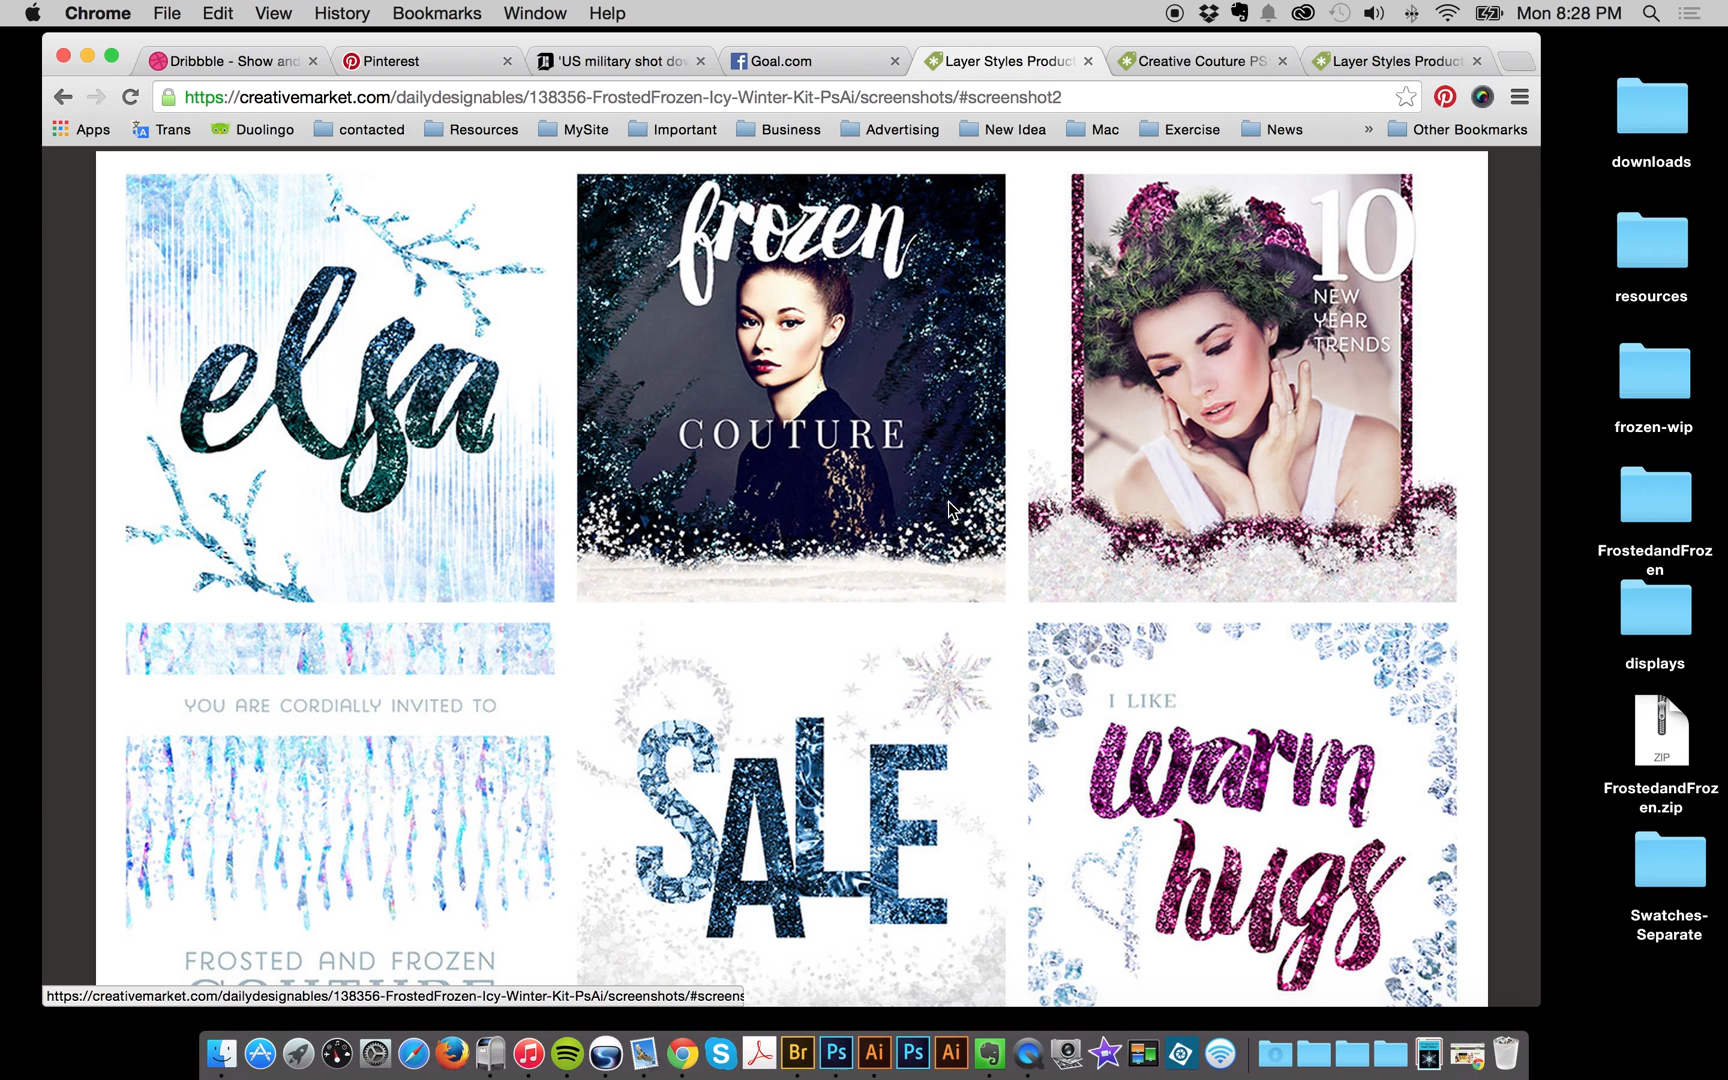 Chrome File Edit View History Bookmarks Window Help Mon 8:28 PM
Dribbble - Show and Pinterest 'US military shot do Goal.com Layer Styles Product Creative Couture PS Layer Styles Product
https://creativemarket.com/dailydesignables/138356-FrostedFrozen-Icy-Winter-Kit-PsAi/screenshots/#screenshot2
Apps Trans Duolingo contacted Resources MySite Important Business Advertising New Idea Mac Exercise News » Other Bookmarks
elsa
frozen
COUTURE
10
NEW
YEAR
TRENDS
YOU ARE CORDIALLY INVITED TO
FROSTED AND FROZEN
COUTURE
SALE
I LIKE
warm
hugs
https://creativemarket.com/dailydesignables/138356-FrostedFrozen-Icy-Winter-Kit-PsAi/screenshots/#screens
downloads
resources
frozen-wip
FrostedandFroz
en
displays
ZIP
FrostedandFroz
en.zip
Swatches-
Separate
Br Ps Ai Ps Ai